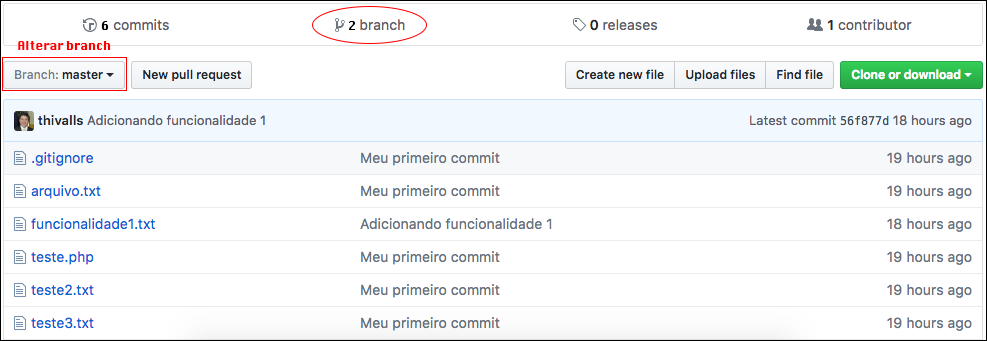 6 commits 2 branch 0 releases 1 contributor
Alterar branch
Branch: master New pull request Create new file Upload files Find file Clone or download
thivalls Adicionando funcionalidade 1 Latest commit 56f877d 18 hours ago
.gitignore Meu primeiro commit 19 hours ago
arquivo.txt Meu primeiro commit 19 hours ago
funcionalidade1.txt Adicionando funcionalidade 1 18 hours ago
teste.php Meu primeiro commit 19 hours ago
teste2.txt Meu primeiro commit 19 hours ago
teste3.txt Meu primeiro commit 19 hours ago